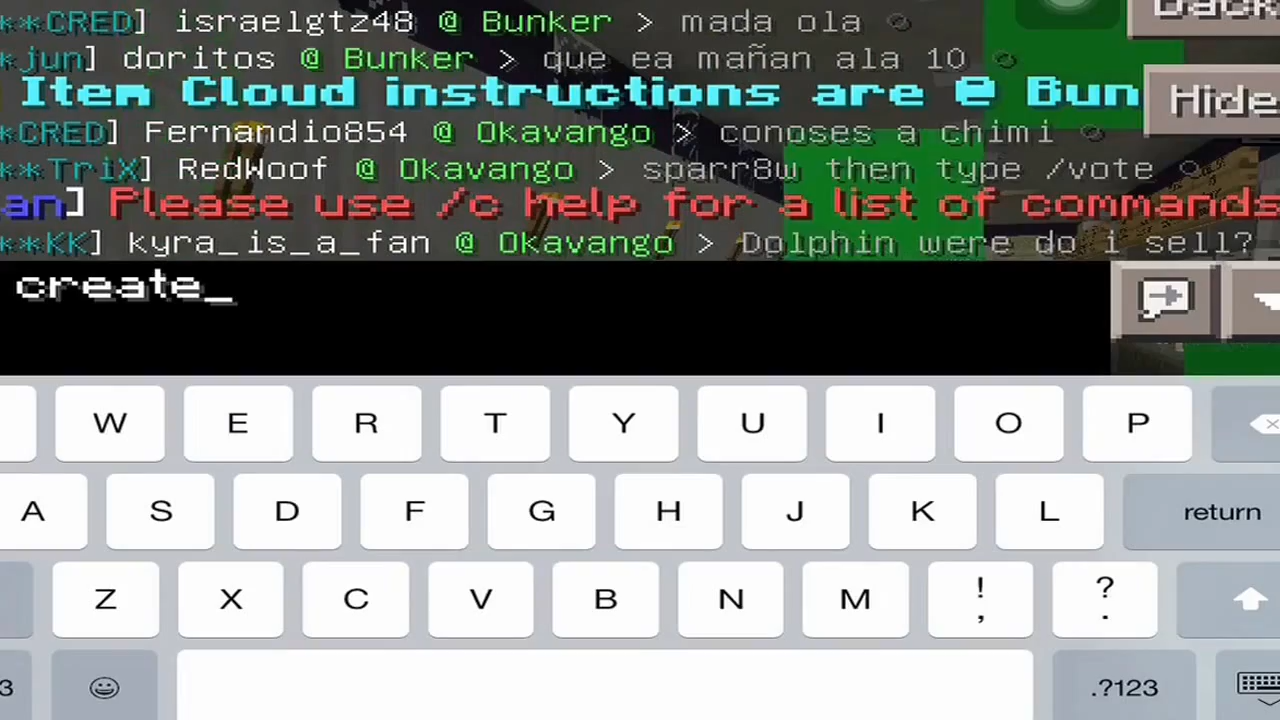 **CRED] israelgtz48 @ Bunker > mada ola
*jun] doritos @ Bunker > que ea mañan ala 10
Item Cloud instructions are @ Bun
*CRED] Fernandio854 @ Okavango > conoses a chimi
**TriX] RedWoof @ Okavango > sparr8w then type /vote
an] Please use /c help for a list of commands
**KK] kyra_is_a_fan @ Okavango > Dolphin were do i sell?
Back
Hide
create_
W E R T Y U I O P
A S D F G H J K L return
Z X C V B N M ! , ? .
3 .?123